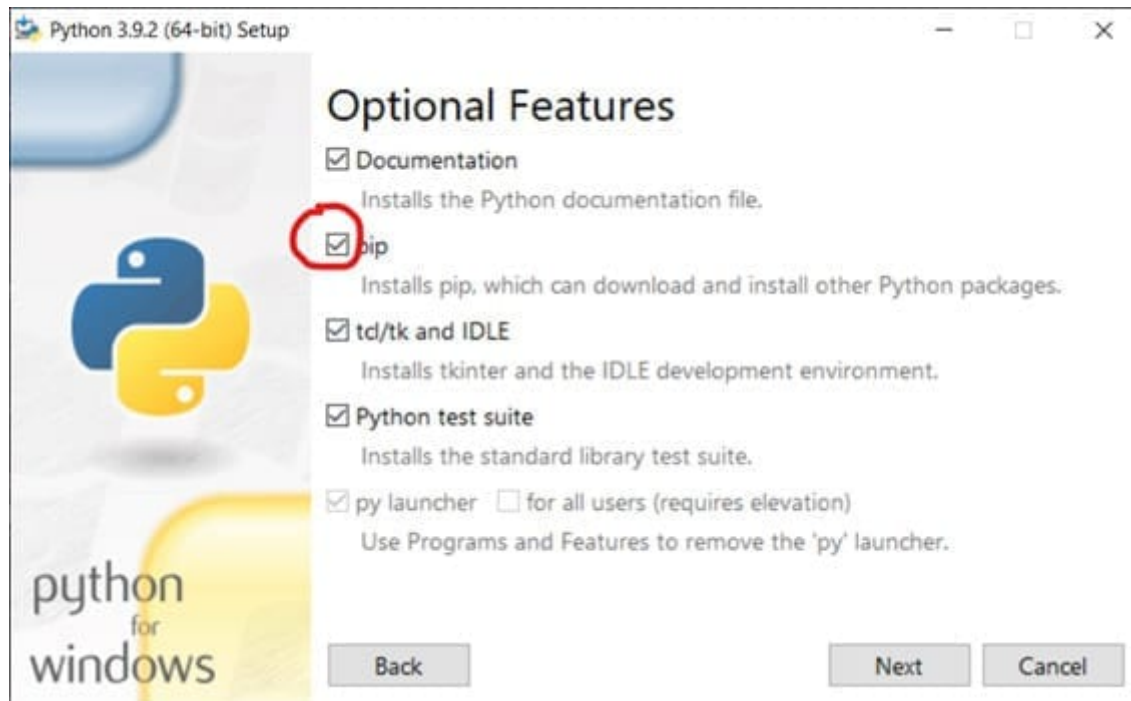 Python 3.9.2 (64-bit) Setup
Optional Features
Documentation
Installs the Python documentation file.
pip
Installs pip, which can download and install other Python packages.
tcl/tk and IDLE
Installs tkinter and the IDLE development environment.
Python test suite
Installs the standard library test suite.
py launcher for all users (requires elevation)
Use Programs and Features to remove the 'py' launcher.
python
for
windows
Back Next Cancel